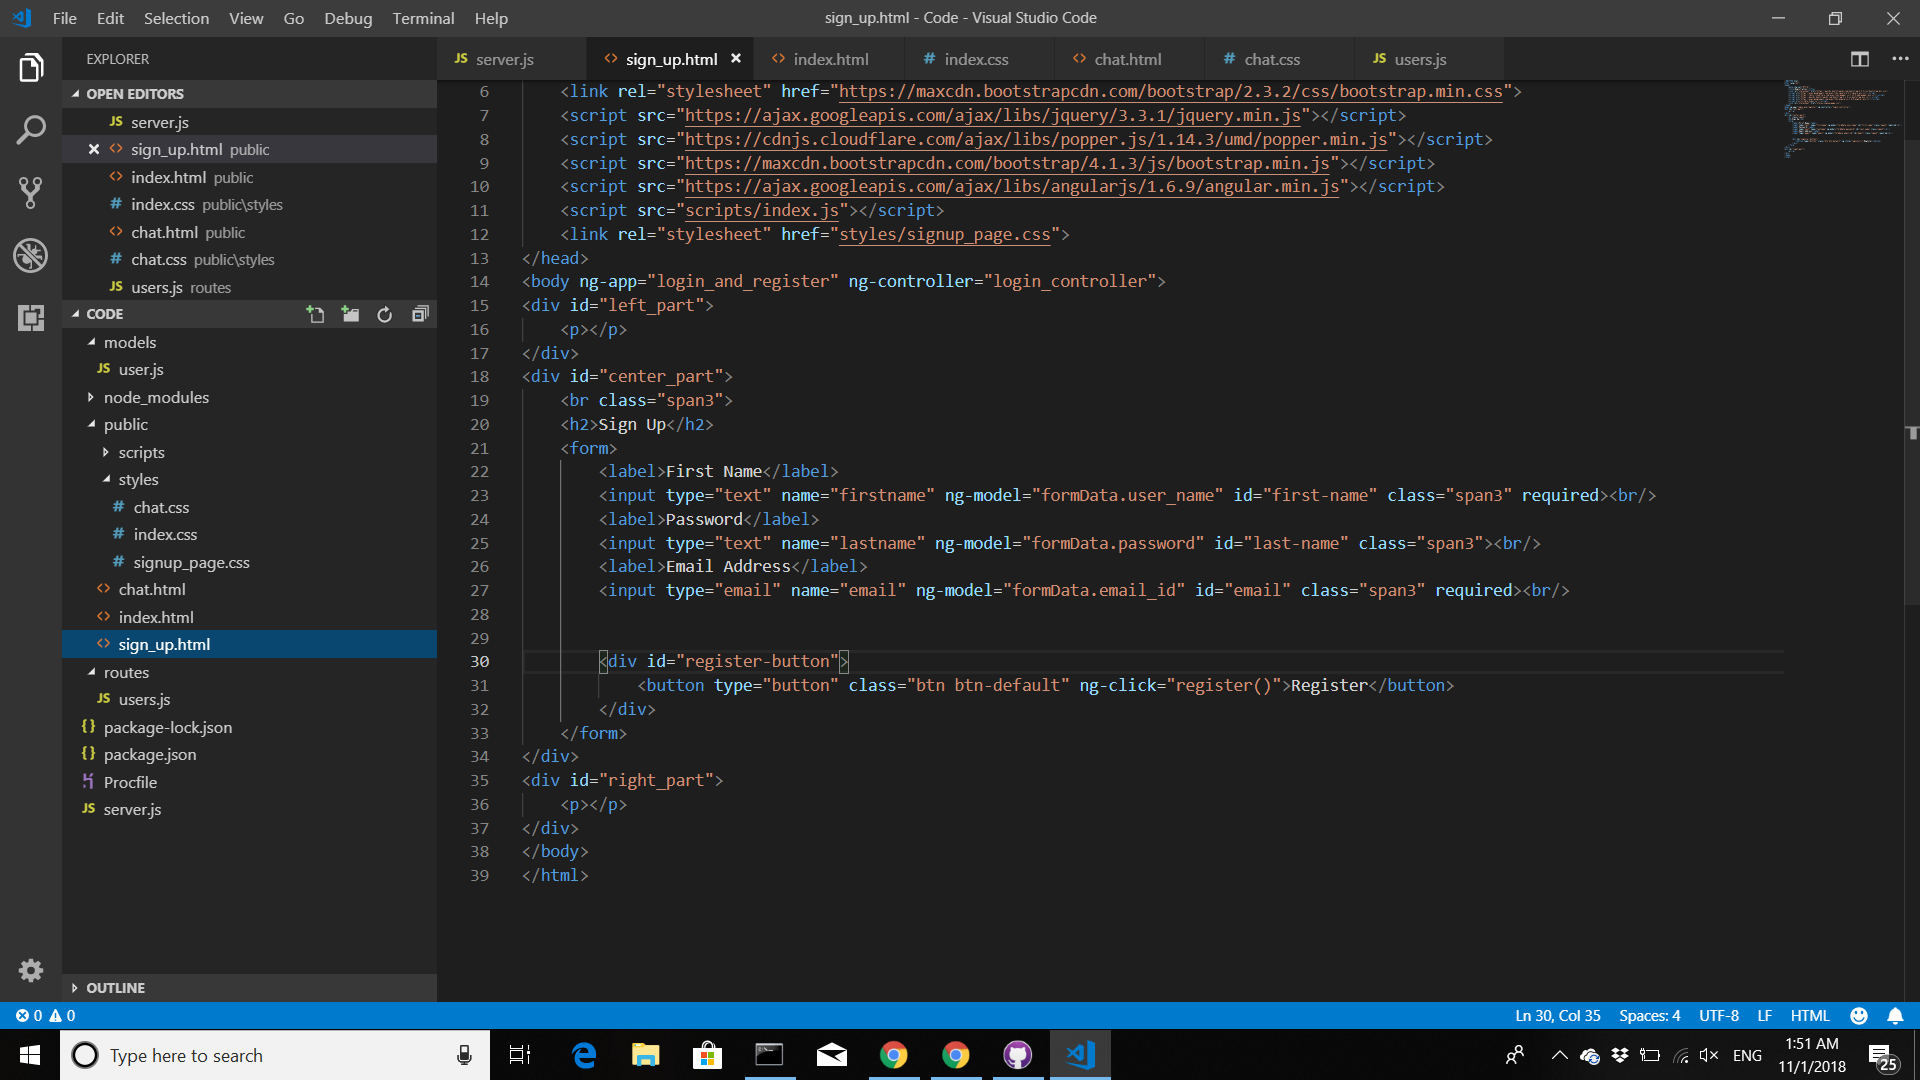 File Edit Selection View Go Debug Terminal Help
sign_up.html - Code - Visual Studio Code
EXPLORER
OPEN EDITORS
JS server.js
sign_up.html public
index.html public
# index.css public\styles
chat.html public
# chat.css public\styles
JS users.js routes
CODE
models
JS user.js
node_modules
public
scripts
styles
# chat.css
# index.css
# signup_page.css
<> chat.html
<> index.html
<> sign_up.html
routes
JS users.js
{} package-lock.json
{} package.json
Procfile
JS server.js
OUTLINE
JS server.js <> sign_up.html <> index.html # index.css <> chat.html # chat.css JS users.js
6 <link rel="stylesheet" href="https://maxcdn.bootstrapcdn.com/bootstrap/2.3.2/css/bootstrap.min.css">
7 <script src="https://ajax.googleapis.com/ajax/libs/jquery/3.3.1/jquery.min.js"></script>
8 <script src="https://cdnjs.cloudflare.com/ajax/libs/popper.js/1.14.3/umd/popper.min.js"></script>
9 <script src="https://maxcdn.bootstrapcdn.com/bootstrap/4.1.3/js/bootstrap.min.js"></script>
10 <script src="https://ajax.googleapis.com/ajax/libs/angularjs/1.6.9/angular.min.js"></script>
11 <script src="scripts/index.js"></script>
12 <link rel="stylesheet" href="styles/signup_page.css">
13 </head>
14 <body ng-app="login_and_register" ng-controller="login_controller">
15 <div id="left_part">
16 <p></p>
17 </div>
18 <div id="center_part">
19 <br class="span3">
20 <h2>Sign Up</h2>
21 <form>
22 <label>First Name</label>
23 <input type="text" name="firstname" ng-model="formData.user_name" id="first-name" class="span3" required><br/>
24 <label>Password</label>
25 <input type="text" name="lastname" ng-model="formData.password" id="last-name" class="span3"><br/>
26 <label>Email Address</label>
27 <input type="email" name="email" ng-model="formData.email_id" id="email" class="span3" required><br/>
28
29
30 <div id="register-button">
31 <button type="button" class="btn btn-default" ng-click="register()">Register</button>
32 </div>
33 </form>
34 </div>
35 <div id="right_part">
36 <p></p>
37 </div>
38 </body>
39 </html>
0 0
Ln 30, Col 35 Spaces: 4 UTF-8 LF HTML
Type here to search
ENG
1:51 AM
11/1/2018
25